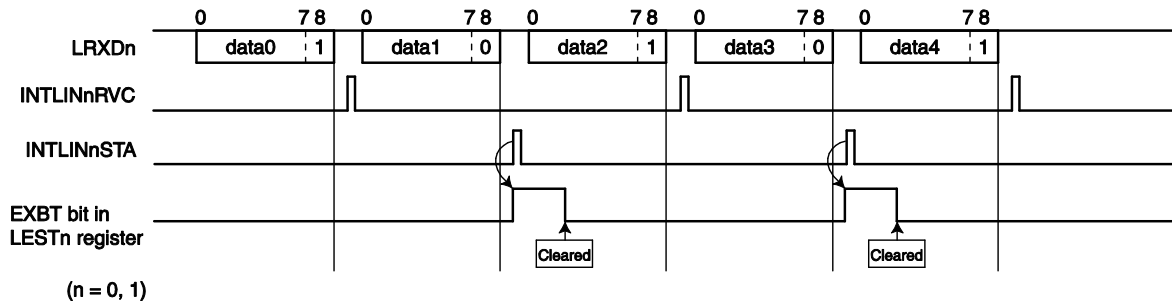 0 7 8 0 7 8 0 7 8 0 7 8 0 7 8
LRXDn data0 1 data1 0 data2 1 data3 0 data4 1
INTLINnRVC
INTLINnSTA
EXBT bit in
LESTn register
Cleared Cleared
(n = 0, 1)